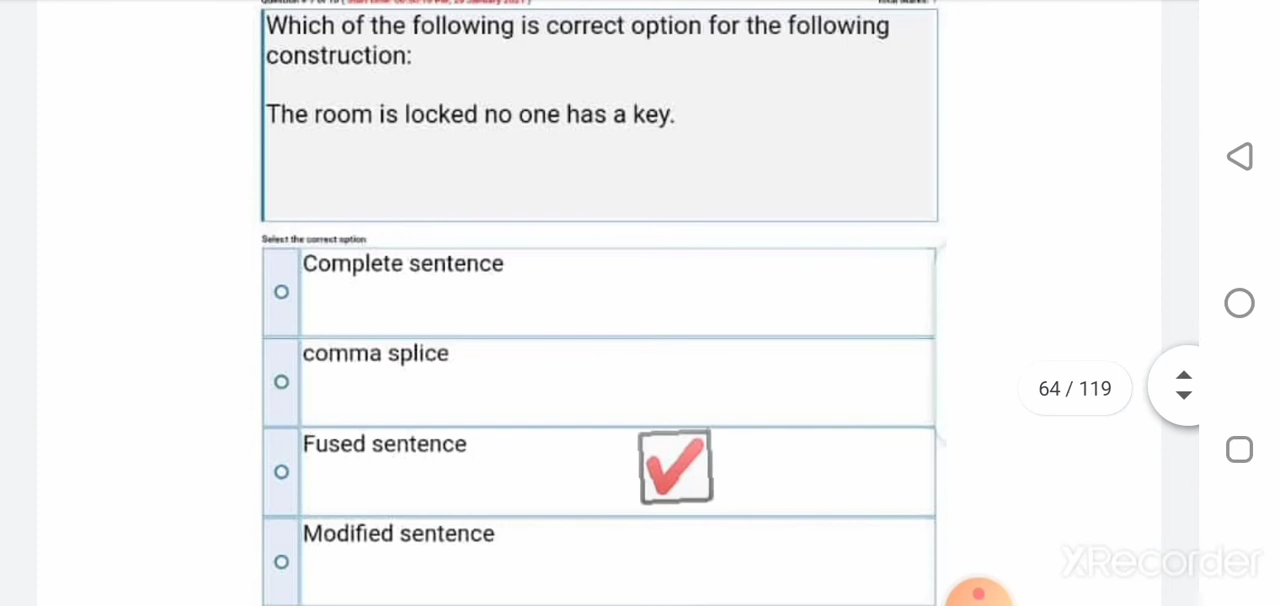 Which of the following is correct option for the following
construction:
The room is locked no one has a key.
Select the correct option
Complete sentence
comma splice
64 / 119
Fused sentence
Modified sentence
XRecorder